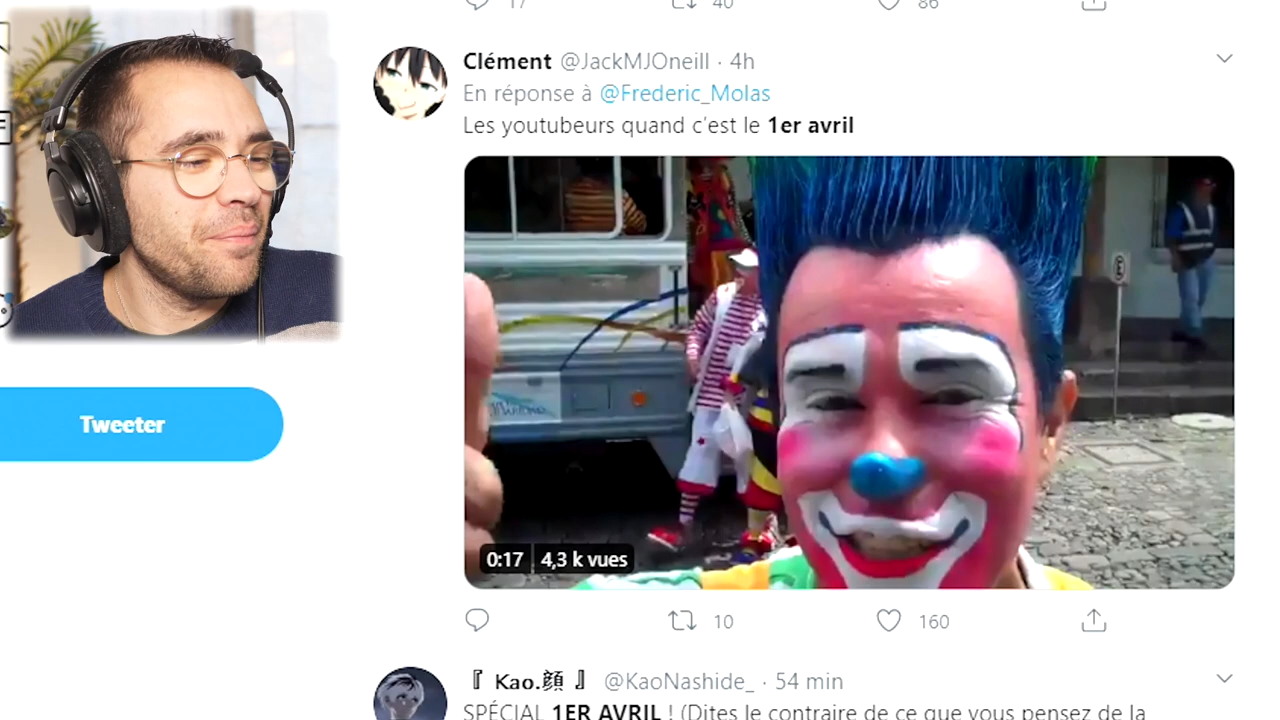 17 40 86
Clément @JackMJOneill · 4h
En réponse à @Frederic_Molas
Les youtubeurs quand c'est le 1er avril
0:17 4,3 k vues
Tweeter
10 160
『 Kao.顔 』 @KaoNashide_ · 54 min
SPÉCIAL 1ER AVRIL ! (Dites le contraire de ce que vous pensez de la